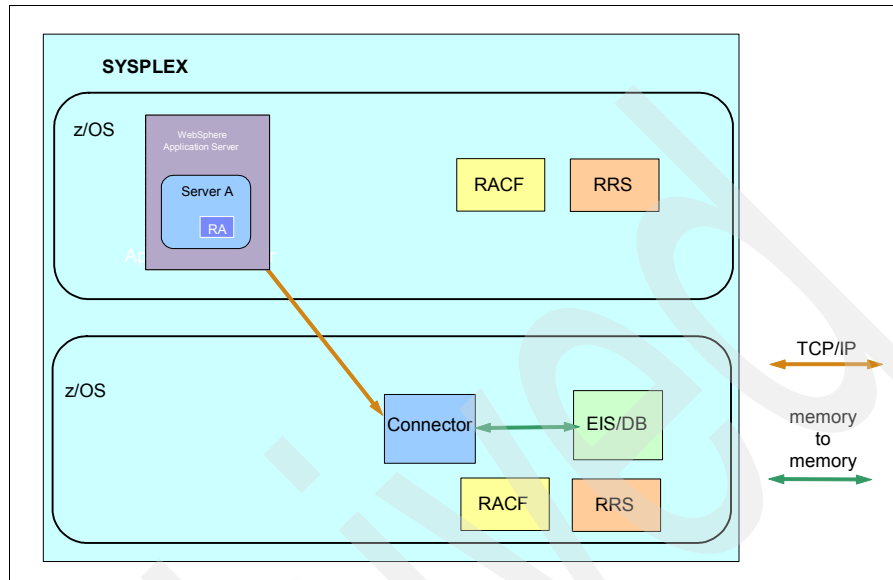 SYSPLEX
z/OS
WebSphere
Application Server
Server A
RA
RACF
RRS
TCP/IP
z/OS
Connector
EIS/DB
memory
to
memory
RACF
RRS